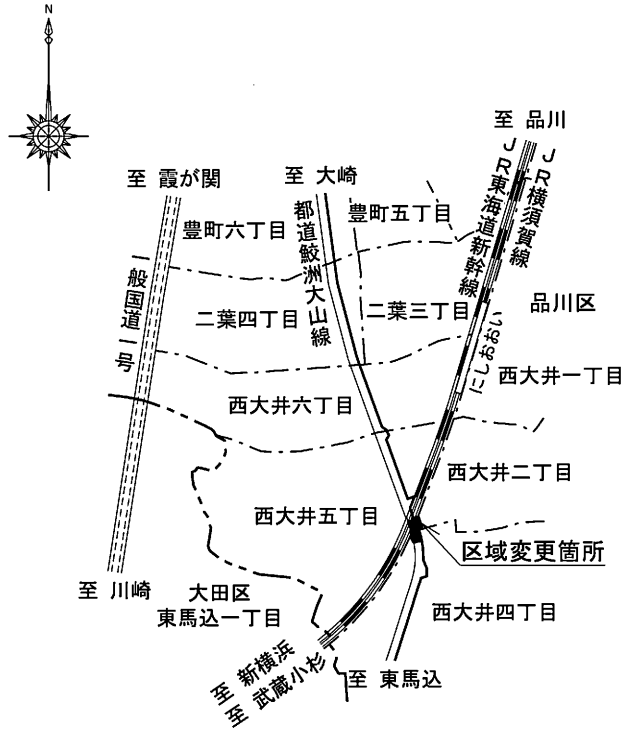 N
至 品川
JR横須賀線
JR東海道新幹線
至 霞が関
至 大崎
豊町六丁目
都道鮫洲大山線
豊町五丁目
一般国道一号
二葉四丁目
二葉三丁目
品川区
にしおおい
西大井一丁目
西大井六丁目
西大井二丁目
西大井五丁目
区域変更箇所
至 川崎
大田区
東馬込一丁目
西大井四丁目
至 新横浜
至 武蔵小杉
至 東馬込